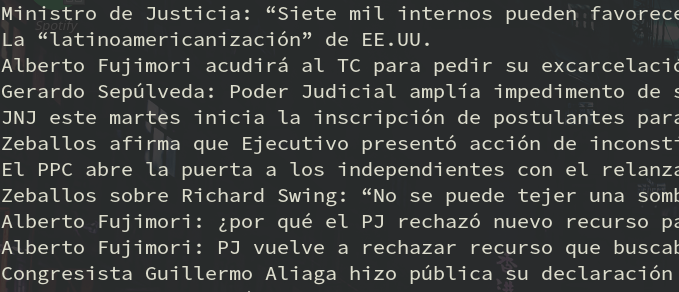 Ministro de Justicia: “Siete mil internos pueden favorece
La “latinoamericanización” de EE.UU.
Alberto Fujimori acudirá al TC para pedir su excarcelació
Gerardo Sepúlveda: Poder Judicial amplía impedimento de s
JNJ este martes inicia la inscripción de postulantes para
Zeballos afirma que Ejecutivo presentó acción de inconsti
El PPC abre la puerta a los independientes con el relanza
Zeballos sobre Richard Swing: “No se puede tejer una somb
Alberto Fujimori: ¿por qué el PJ rechazó nuevo recurso pa
Alberto Fujimori: PJ vuelve a rechazar recurso que buscab
Congresista Guillermo Aliaga hizo pública su declaración